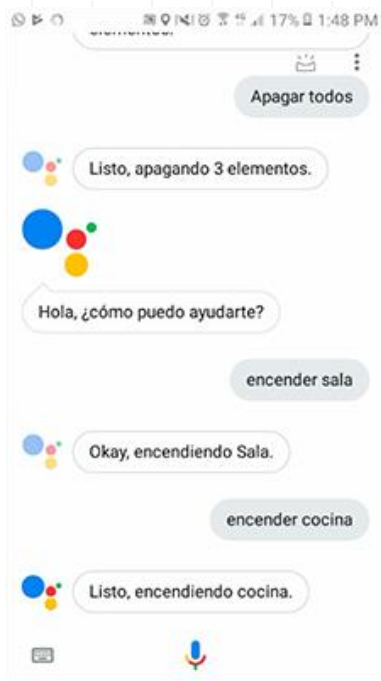 17% 1:48 PM
elementos.
Apagar todos
Listo, apagando 3 elementos.
Hola, ¿cómo puedo ayudarte?
encender sala
Okay, encendiendo Sala.
encender cocina
Listo, encendiendo cocina.